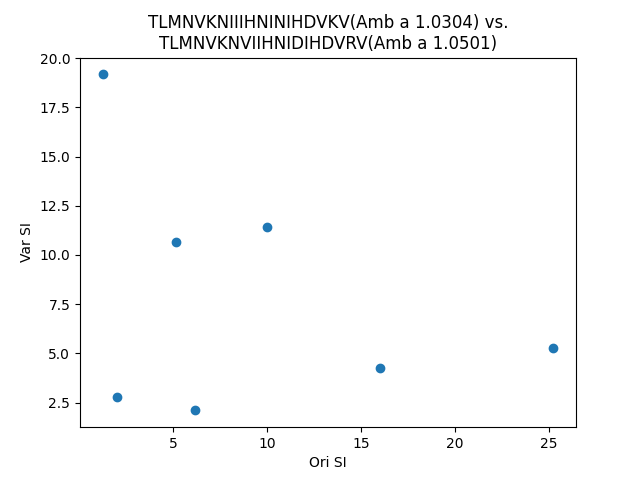 TLMNVKNIIIHNINIHDVKV(Amb a 1.0304) vs.
TLMNVKNVIIHNIDIHDVRV(Amb a 1.0501)
20.0
17.5
15.0
12.5
10.0
7.5
5.0
2.5
Var SI
5 10 15 20 25
Ori SI